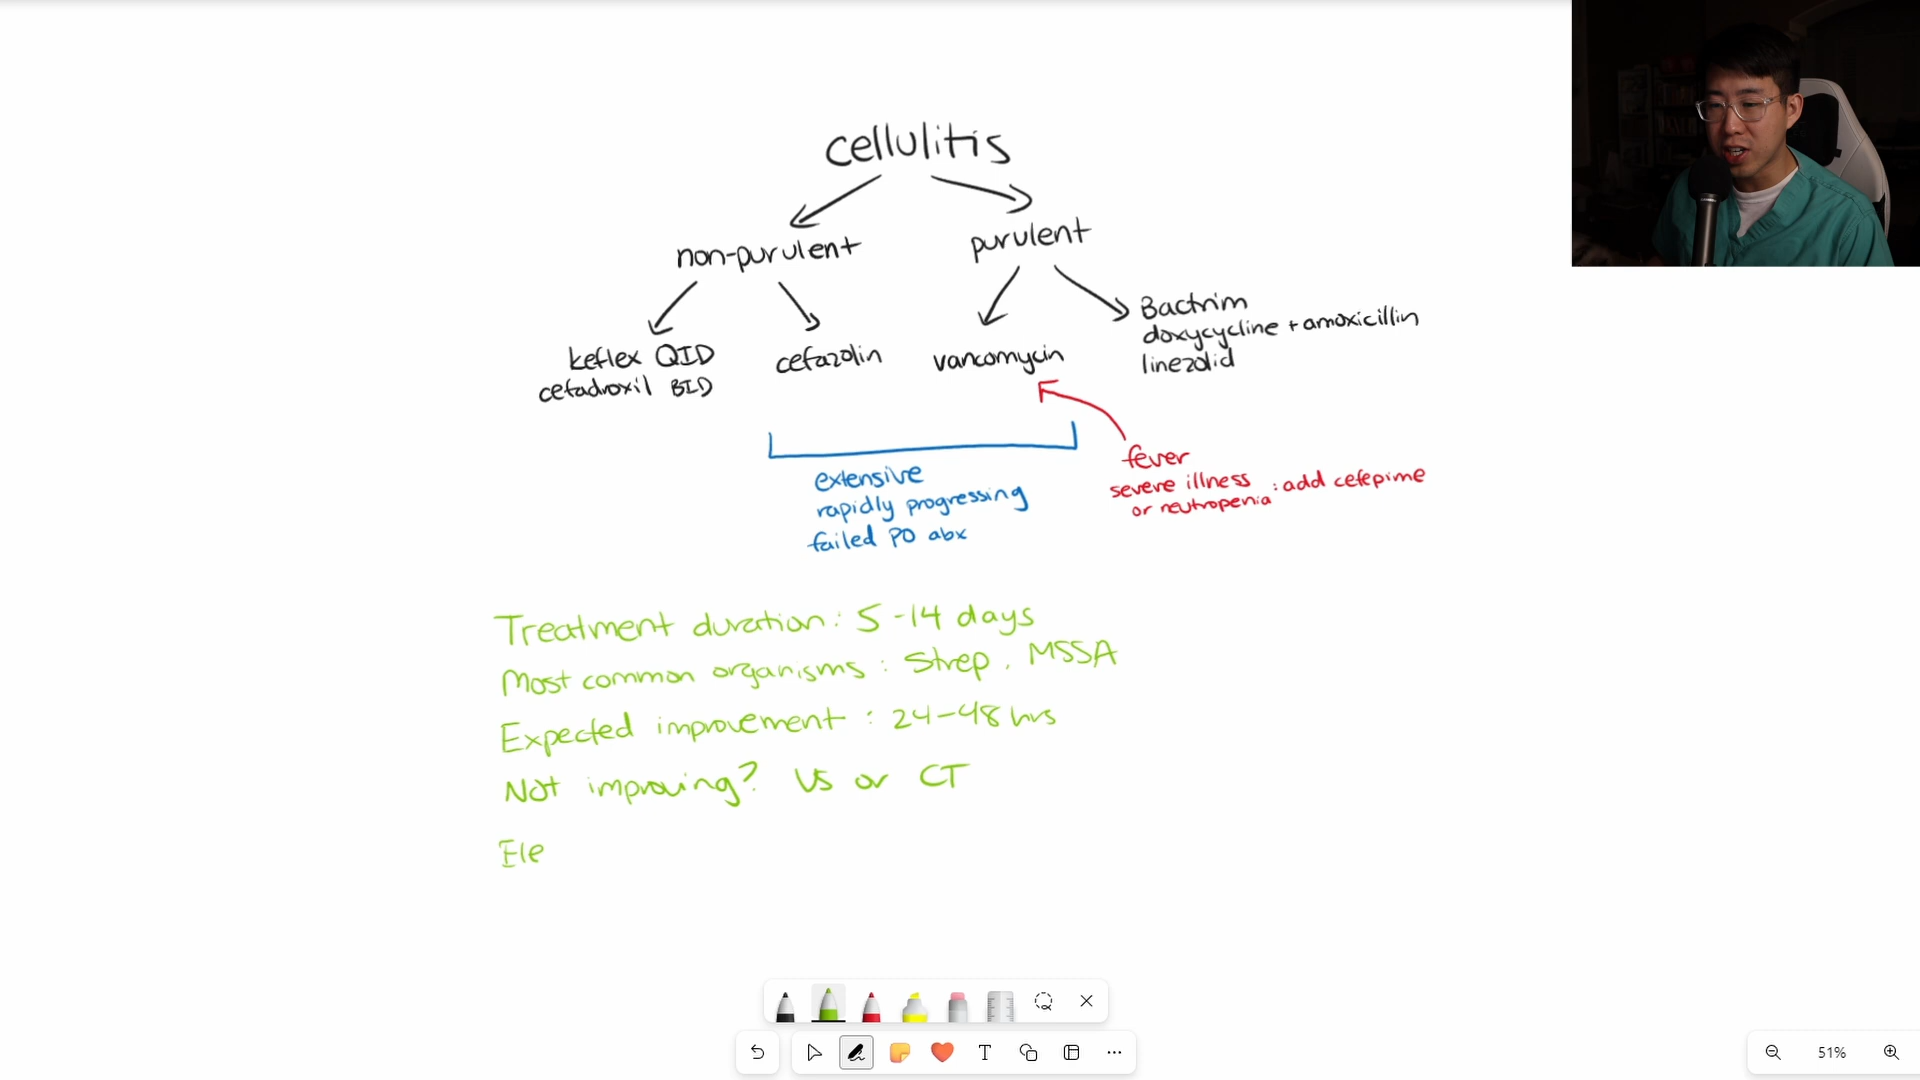 cellulitis
non-purulent
purulent
keflex QID
cefadroxil BID
cefazolin
vancomycin
Bactrim
doxycycline + amoxicillin
linezolid
extensive
rapidly progressing
failed PO abx
fever
severe illness : add cefepime
or neutropenia
Treatment duration: 5-14 days
Most common organisms: Strep, MSSA
Expected improvement: 24-48 hrs
Not improving? US or CT
Ele
T
51%